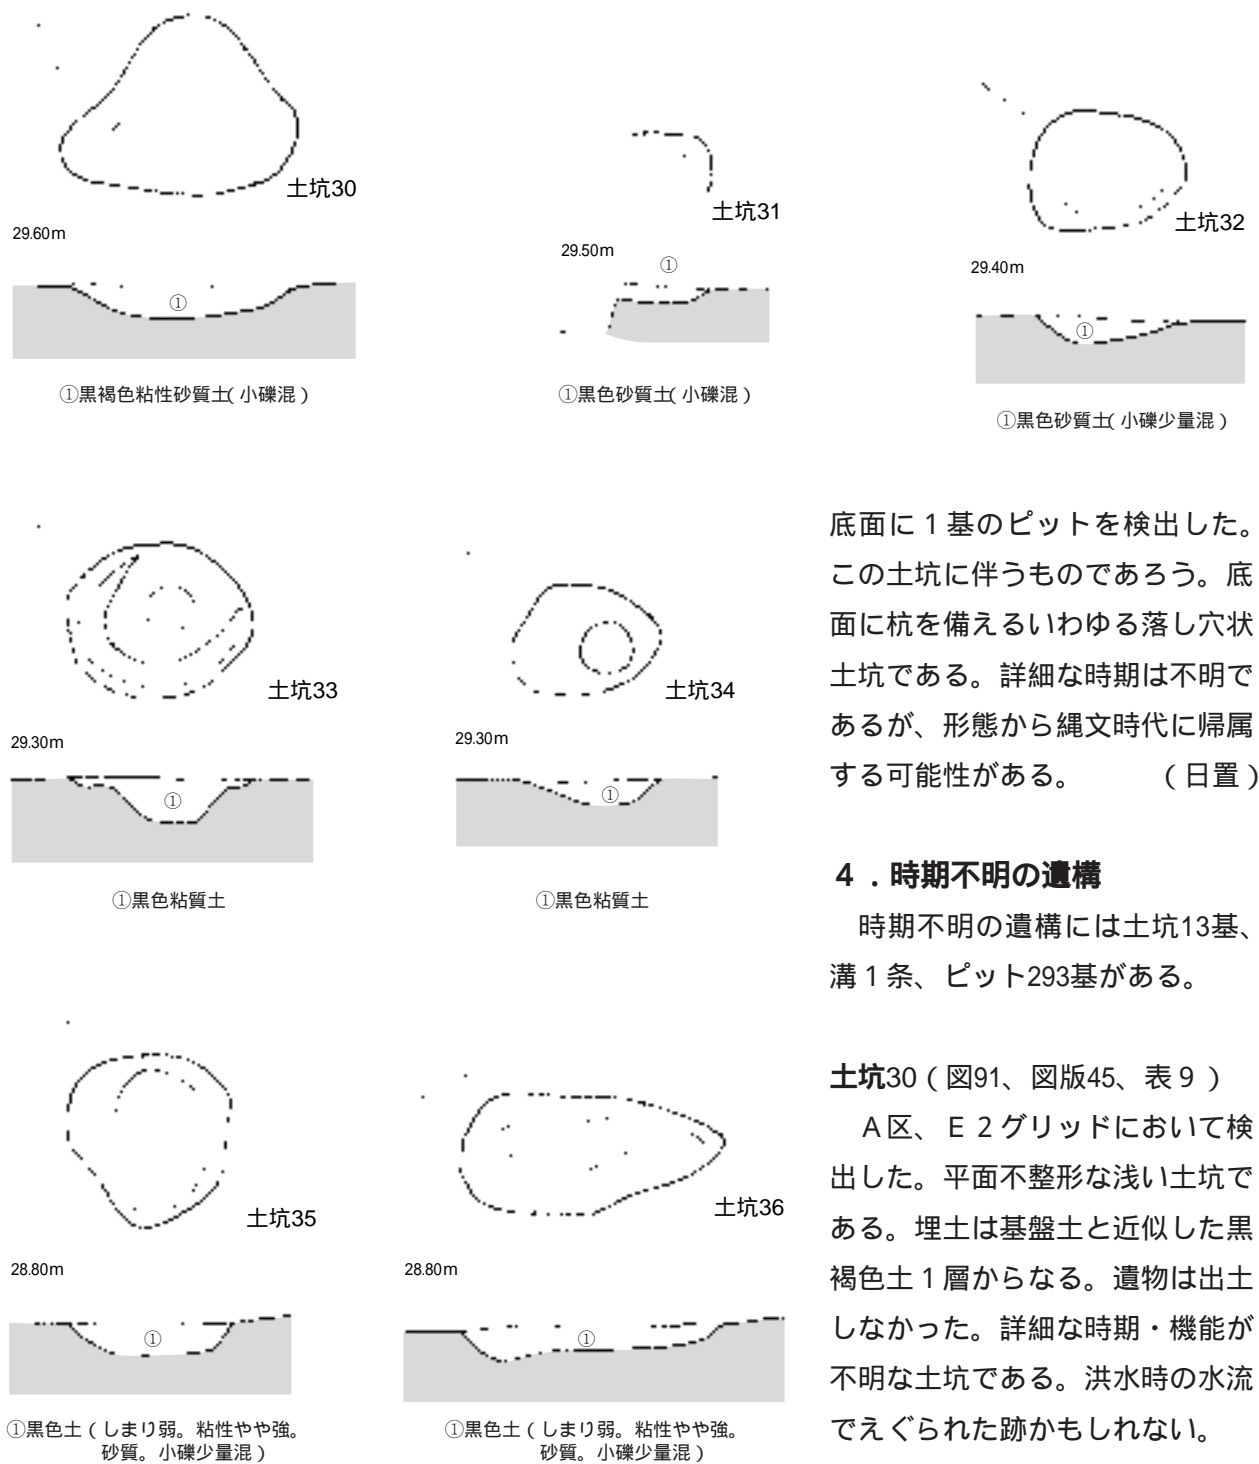 土坑30
29.60m
①
①黒褐色粘性砂質土(小礫混)
土坑31
29.50m
①
①黒色砂質土(小礫混)
土坑32
29.40m
①
①黒色砂質土(小礫少量混)
土坑33
29.30m
①
①黒色粘質土
土坑34
29.30m
①
①黒色粘質土
土坑35
28.80m
①
①黒色土(しまり弱。粘性やや強。
砂質。小礫少量混)
土坑36
28.80m
①
①黒色土(しまり弱。粘性やや強。
砂質。小礫少量混)
底面に1基のピットを検出した。
この土坑に伴うものであろう。底
面に杭を備えるいわゆる落し穴状
土坑である。詳細な時期は不明で
あるが、形態から縄文時代に帰属
する可能性がある。 (日置)
4.時期不明の遺構
時期不明の遺構には土坑13基、
溝1条、ピット293基がある。
土坑30(図91、図版45、表9)
A区、E2グリッドにおいて検
出した。平面不整形な浅い土坑で
ある。埋土は基盤土と近似した黒
褐色土1層からなる。遺物は出土
しなかった。詳細な時期・機能が
不明な土坑である。洪水時の水流
でえぐられた跡かもしれない。